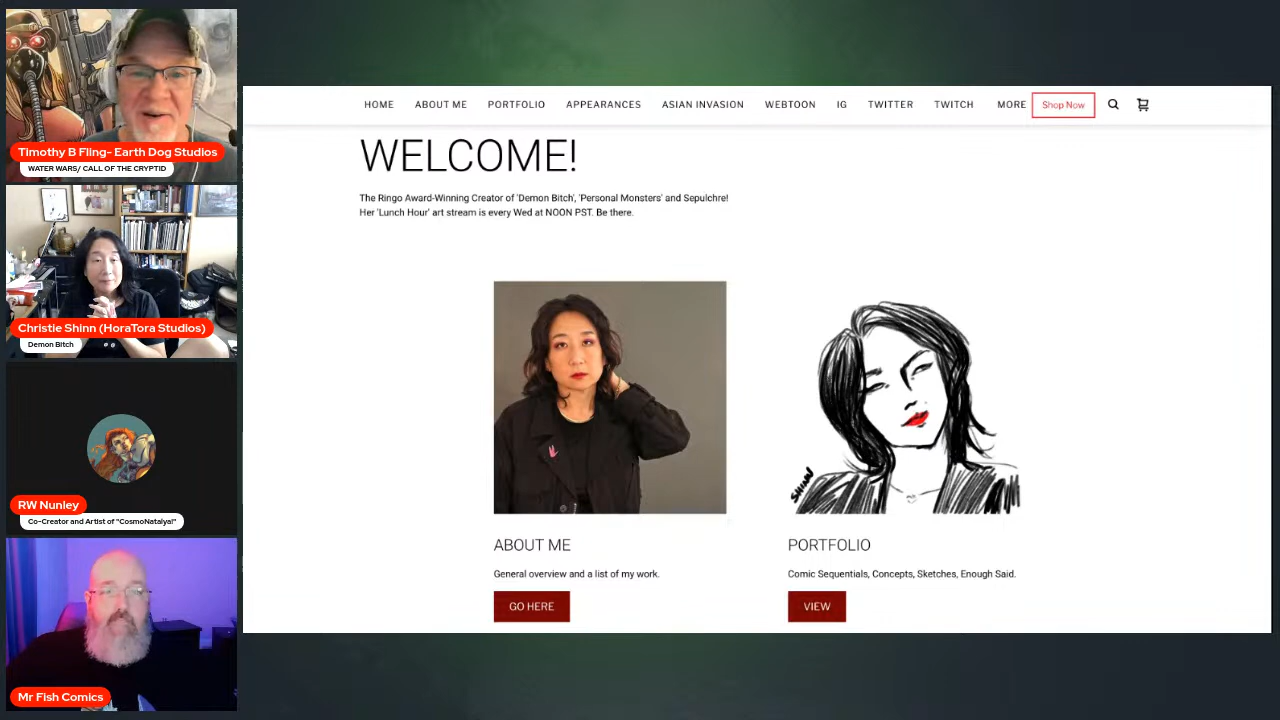 Timothy B Fling- Earth Dog Studios
WATER WARS/ CALL OF THE CRYPTID
Christie Shinn (HoraTora Studios)
Demon Bitch
RW Nunley
Co-Creator and Artist of "CosmoNatalya!"
Mr Fish Comics
HOME ABOUT ME PORTFOLIO APPEARANCES ASIAN INVASION WEBTOON IG TWITTER TWITCH MORE Shop Now
WELCOME!
The Ringo Award-Winning Creator of 'Demon Bitch', 'Personal Monsters' and Sepulchre!
Her 'Lunch Hour' art stream is every Wed at NOON PST. Be there.
SHINN
ABOUT ME
General overview and a list of my work.
GO HERE
PORTFOLIO
Comic Sequentials, Concepts, Sketches, Enough Said.
VIEW